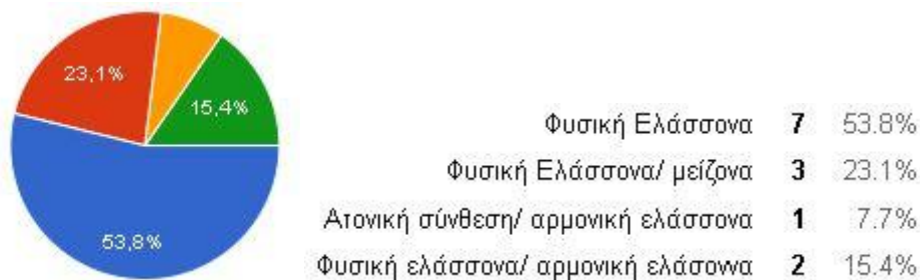 23,1%
15,4%
53,8%
Φυσική Ελάσσονα 7 53.8%
Φυσική Ελάσσονα/ μείζονα 3 23.1%
Ατονική σύνθεση/ αρμονική ελάσσονα 1 7.7%
Φυσική ελάσσονα/ αρμονική ελάσοννα 2 15.4%